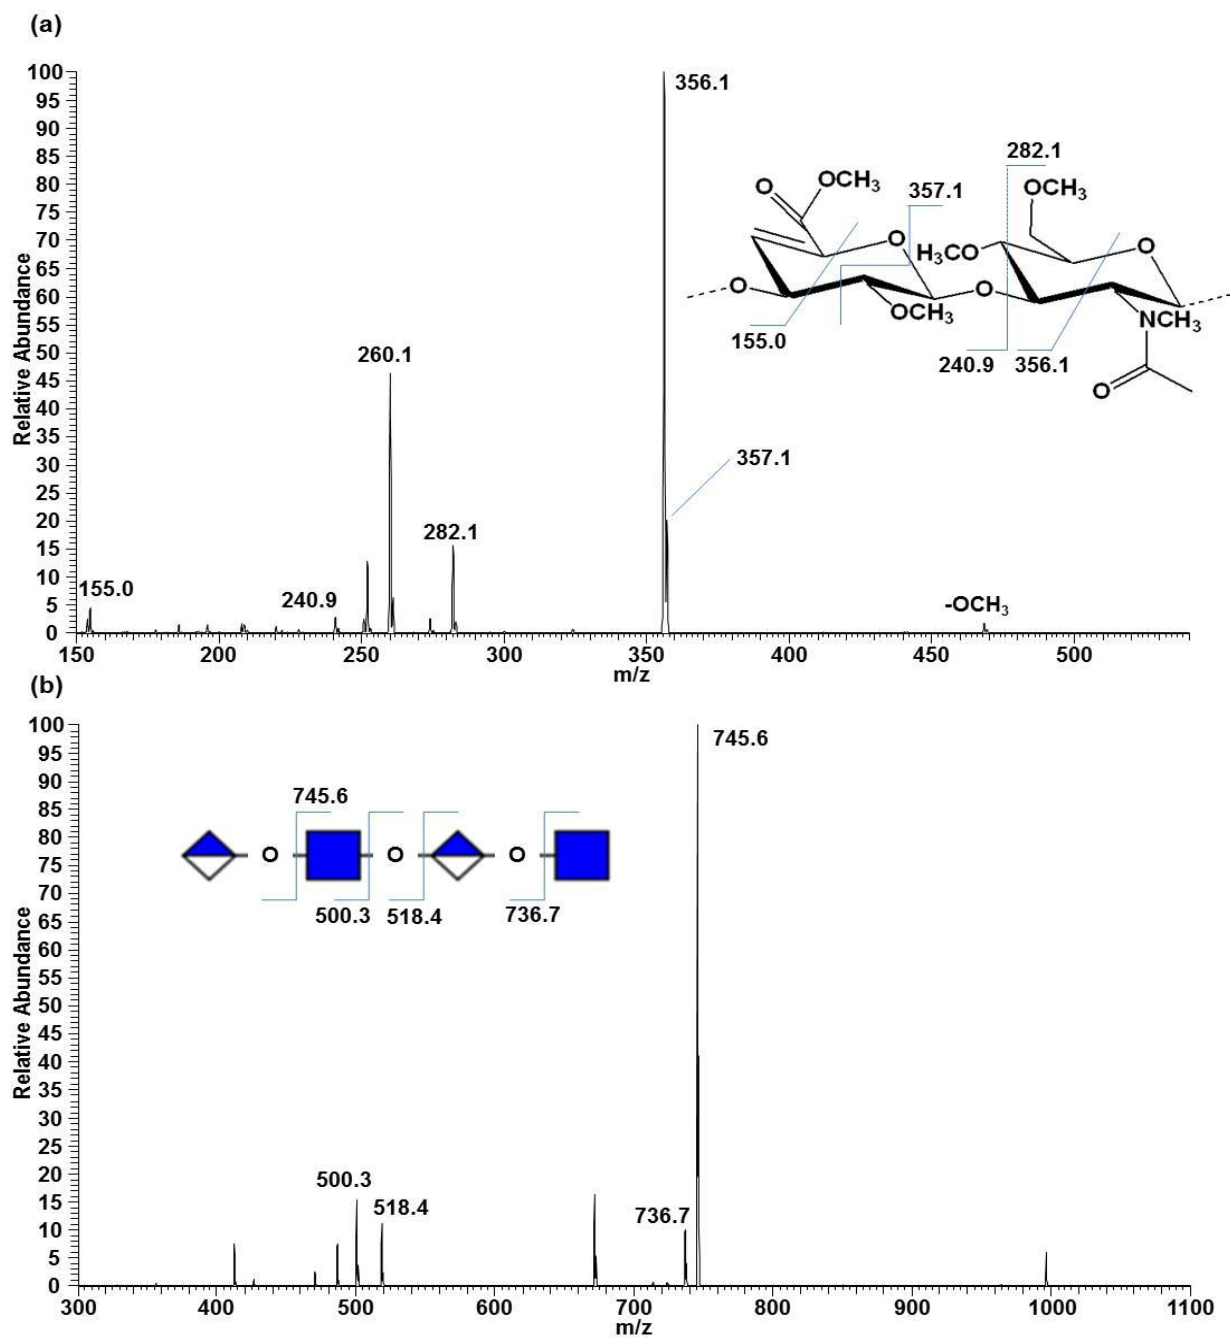 (a)
Relative Abundance
100
95
90
85
80
75
70
65
60
55
50
45
40
35
30
25
20
15
10
5
0
356.1
260.1
282.1
357.1
155.0
240.9
-OCH3
150 200 250 300 350 400 450 500
m/z
O
OCH3
357.1
282.1
OCH3
O
H3CO
O
O
O
OCH3
155.0
240.9
356.1
NCH3
O
(b)
Relative Abundance
100
95
90
85
80
75
70
65
60
55
50
45
40
35
30
25
20
15
10
5
0
745.6
745.6
O
O
O
500.3 518.4
736.7
500.3
518.4
736.7
300 400 500 600 700 800 900 1000 1100
m/z